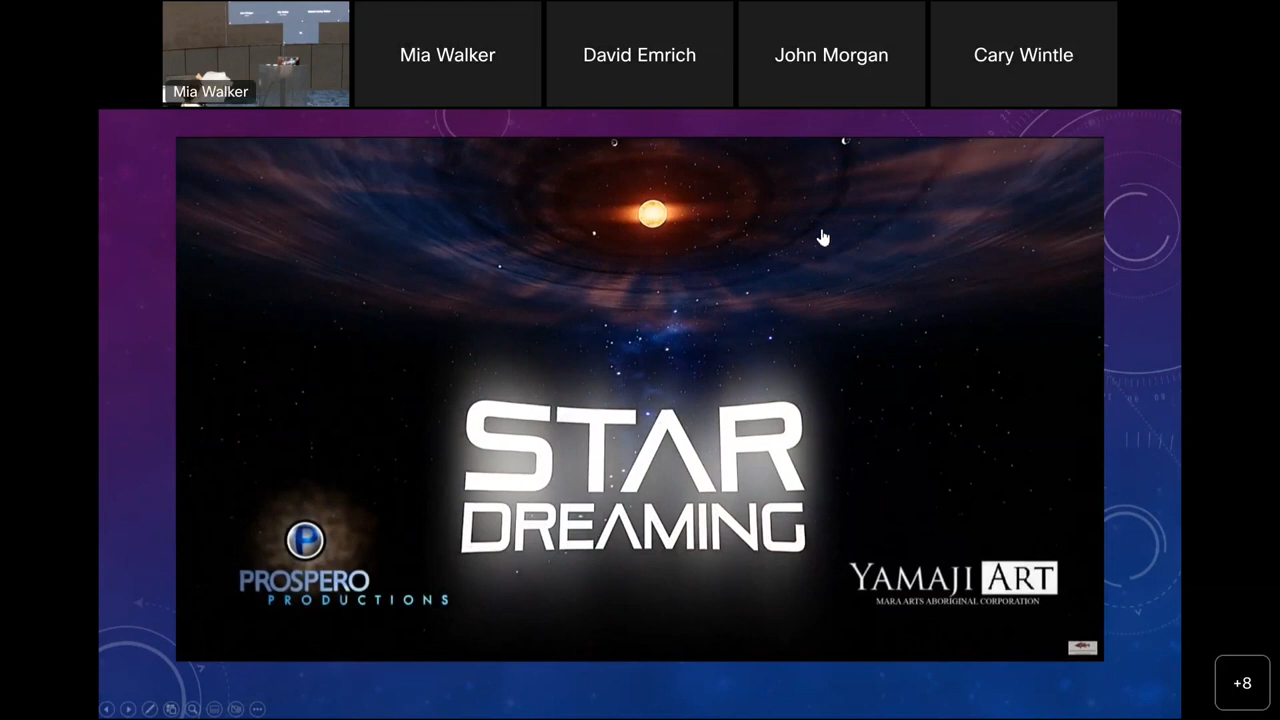 Mia Walker
Mia Walker
David Emrich
John Morgan
Cary Wintle
STAR
DREAMING
P
PROSPERO
PRODUCTIONS
YAMAJI ART
MARA ARTS ABORIGINAL CORPORATION
+8